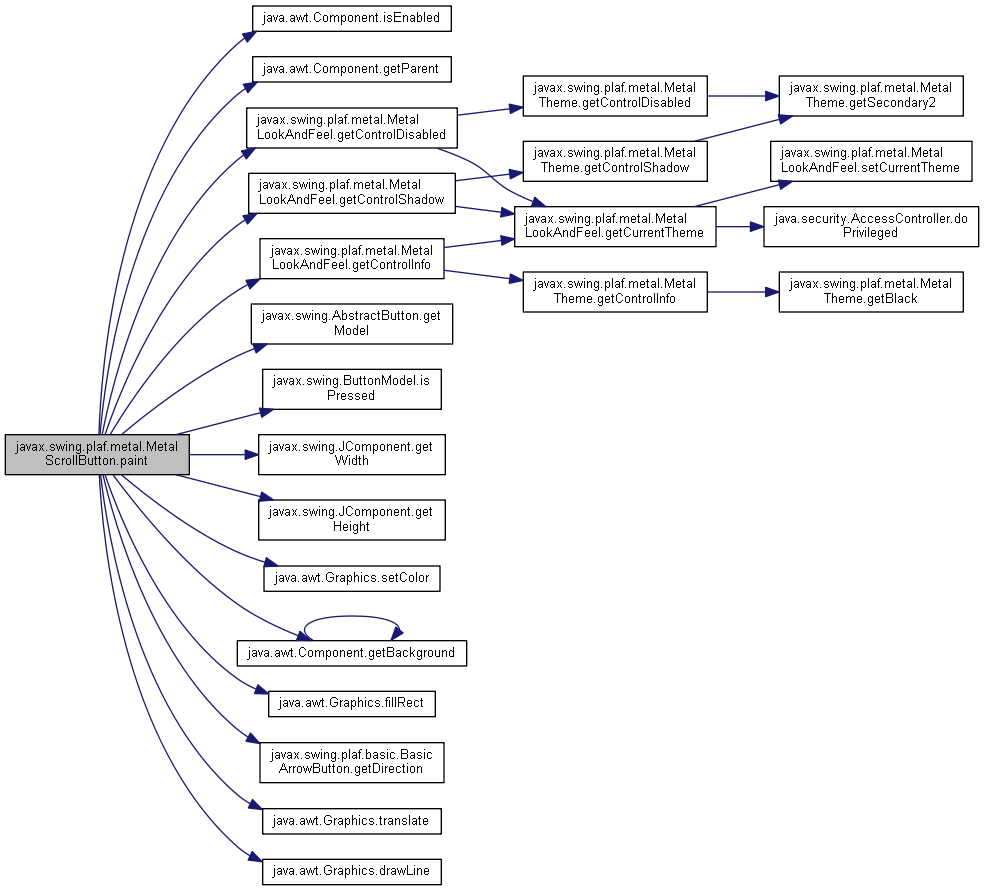 java.awt.Component.isEnabled
java.awt.Component.getParent
javax.swing.plaf.metal.Metal
LookAndFeel.getControlDisabled
javax.swing.plaf.metal.Metal
Theme.getControlDisabled
javax.swing.plaf.metal.Metal
Theme.getSecondary2
javax.swing.plaf.metal.Metal
Theme.getControlShadow
javax.swing.plaf.metal.Metal
LookAndFeel.setCurrentTheme
javax.swing.plaf.metal.Metal
LookAndFeel.getControlShadow
javax.swing.plaf.metal.Metal
LookAndFeel.getCurrentTheme
java.security.AccessController.do
Privileged
javax.swing.plaf.metal.Metal
LookAndFeel.getControlInfo
javax.swing.plaf.metal.Metal
Theme.getControlInfo
javax.swing.plaf.metal.Metal
Theme.getBlack
javax.swing.AbstractButton.get
Model
javax.swing.ButtonModel.is
Pressed
javax.swing.plaf.metal.Metal
ScrollButton.paint
javax.swing.JComponent.get
Width
javax.swing.JComponent.get
Height
java.awt.Graphics.setColor
java.awt.Component.getBackground
java.awt.Graphics.fillRect
javax.swing.plaf.basic.Basic
ArrowButton.getDirection
java.awt.Graphics.translate
java.awt.Graphics.drawLine